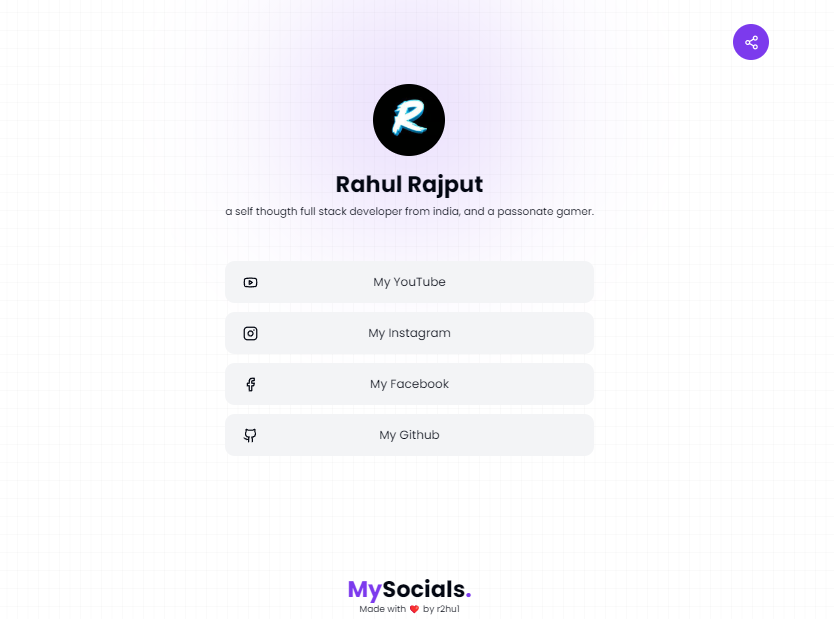 R
Rahul Rajput
a self thougth full stack developer from india, and a passonate gamer.
My YouTube
My Instagram
My Facebook
My Github
MySocials.
Made with ❤️ by r2hu1